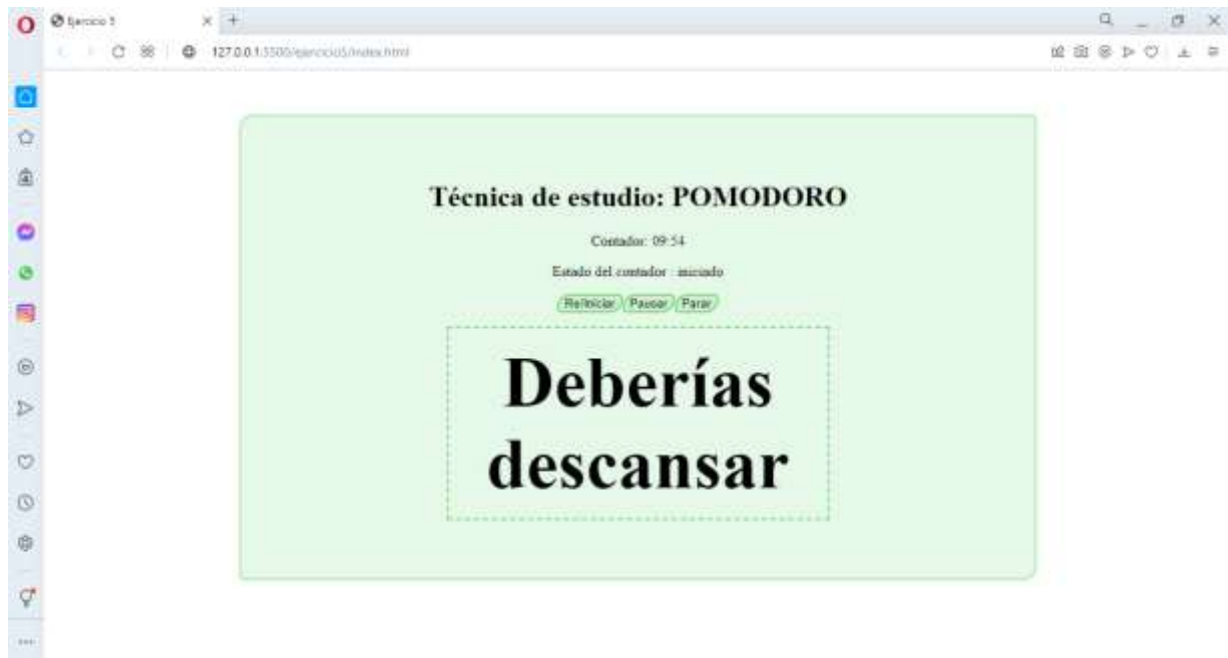 Ejercicio 5
127.0.0.1:5500/ejercicio5/index.html
Técnica de estudio: POMODORO
Contador: 09:54
Estado del contador : iniciado
Re/Iniciar Pausar Parar
Deberías
descansar